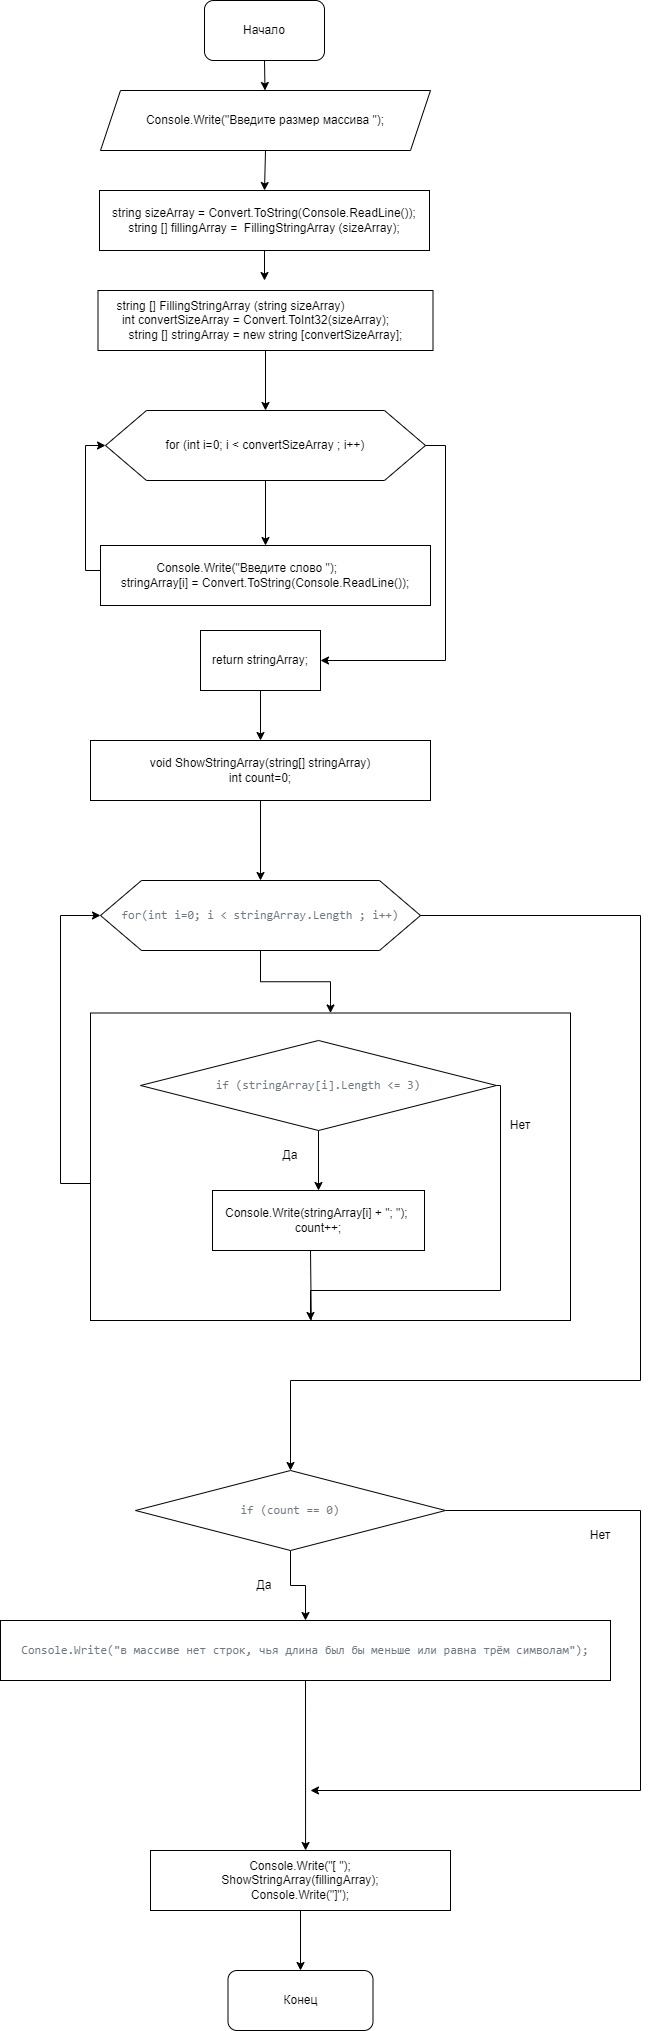 Начало
Console.Write("Введите размер массива ");
string sizeArray = Convert.ToString(Console.ReadLine());
string [] fillingArray =  FillingStringArray (sizeArray);
string [] FillingStringArray (string sizeArray)
int convertSizeArray = Convert.ToInt32(sizeArray);
string [] stringArray = new string [convertSizeArray];
for (int i=0; i < convertSizeArray ; i++)
Console.Write("Введите слово ");
stringArray[i] = Convert.ToString(Console.ReadLine());
return stringArray;
void ShowStringArray(string[] stringArray)
int count=0;
for(int i=0; i < stringArray.Length ; i++)
if (stringArray[i].Length <= 3)
Нет
Да
Console.Write(stringArray[i] + "; ");
count++;
if (count == 0)
Нет
Да
Console.Write("в массиве нет строк, чья длина был бы меньше или равна трём символам");
Console.Write("[ ");
ShowStringArray(fillingArray);
Console.Write("]");
Конец